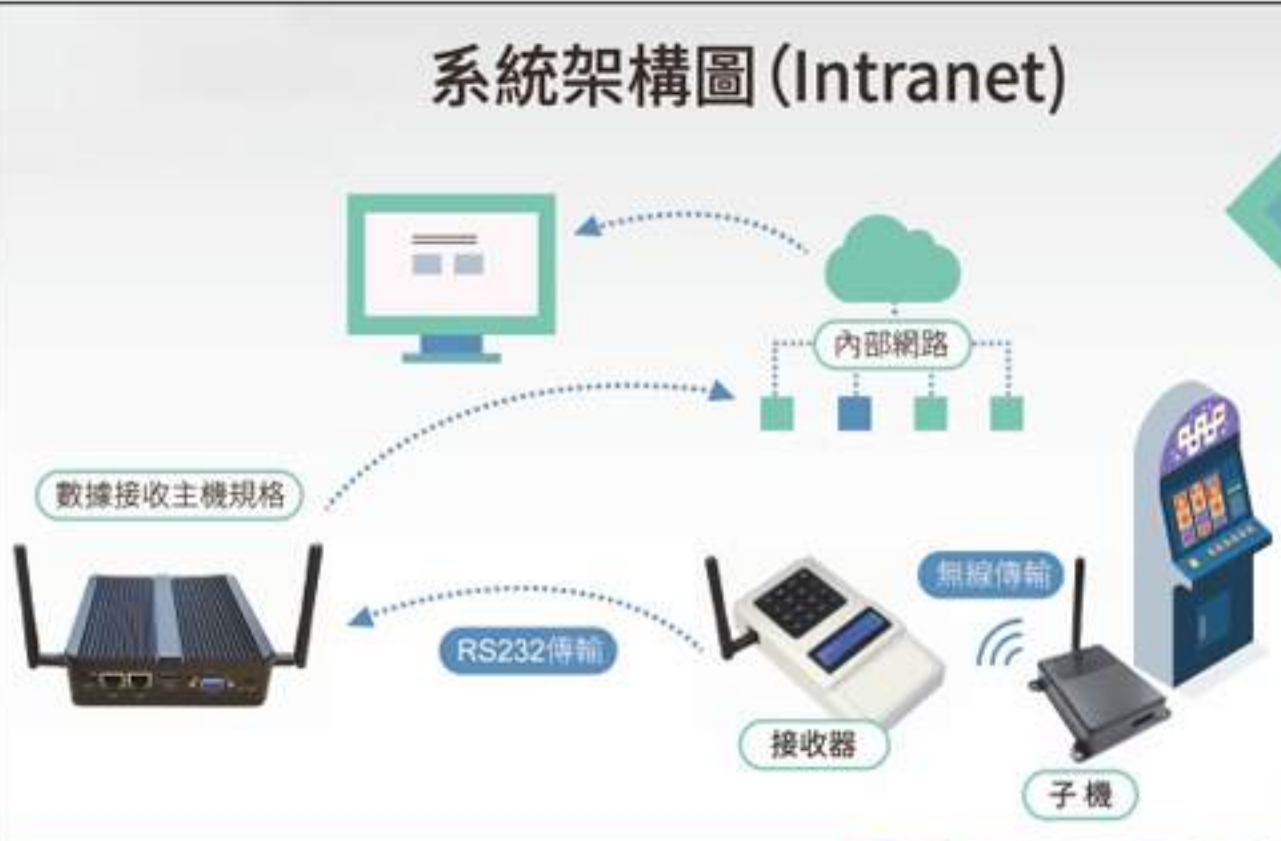 系統架構圖(Intranet)
內部網路
數據接收主機規格
無線傳輸
RS232傳輸
接收器
子機